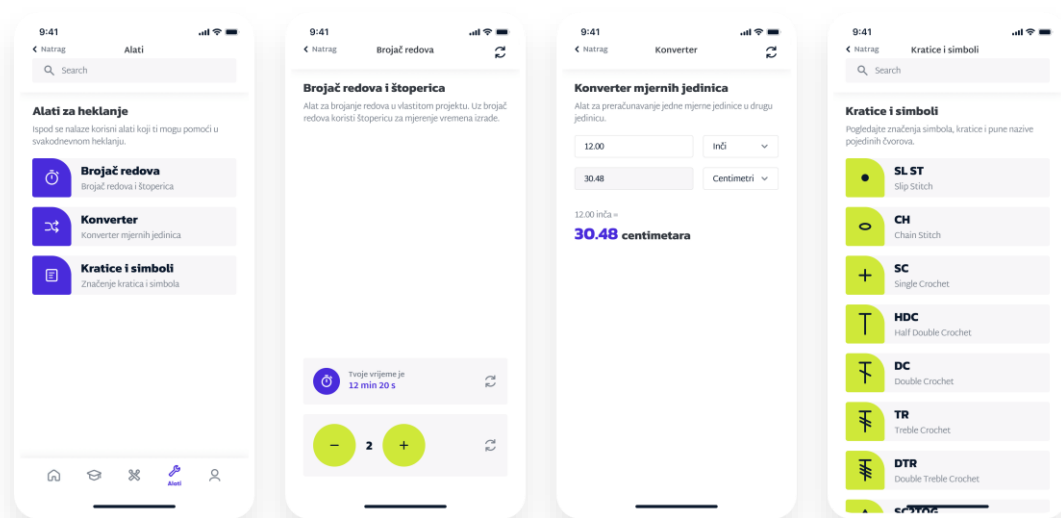 9:41
Natrag
Alati
Search
Alati za heklanje
Ispod se nalaze korisni alati koji ti mogu pomoći u
svakodnevnom heklanju.
Brojač redova
Brojač redova i štoperica
Konverter
Konverter mjernih jedinica
Kratice i simboli
Značenje kratica i simbola
Alati
9:41
Natrag
Brojač redova
Brojač redova i štoperica
Alat za brojanje redova u vlastitom projektu. Uz brojač
redova koristi štopericu za mjerenje vremena izrade.
Tvoje vrijeme je
12 min 20 s
− 2 +
9:41
Natrag
Konverter
Konverter mjernih jedinica
Alat za preračunavanje jedne mjerne jedinice u drugu
jedinicu.
12.00
Inči
30.48
Centimetri
12.00 inča =
30.48 centimetara
9:41
Natrag
Kratice i simboli
Search
Kratice i simboli
Pogledajte značenja simbola, kratice i pune nazive
pojedinih čvorova.
SL ST
Slip Stitch
CH
Chain Stitch
SC
Single Crochet
HDC
Half Double Crochet
DC
Double Crochet
TR
Treble Crochet
DTR
Double Treble Crochet
SC2TOG